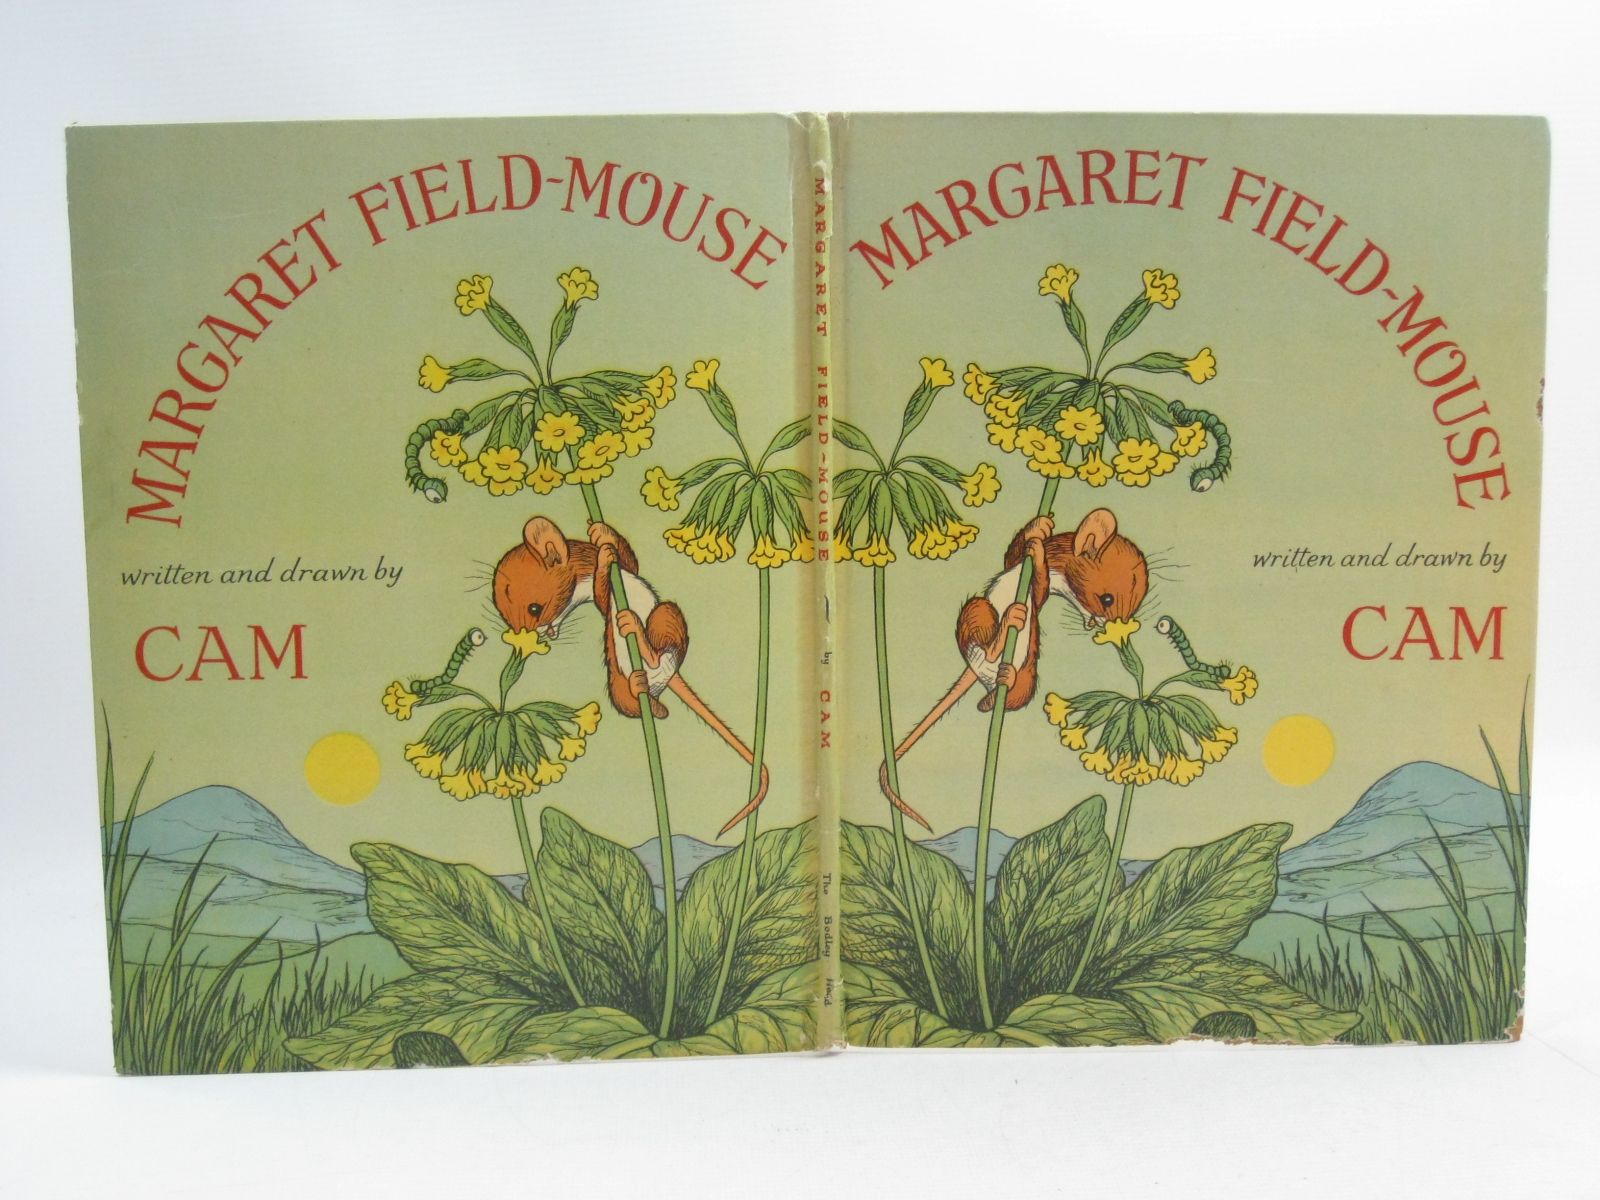 MARGARET FIELD-MOUSE
written and drawn by
CAM
MARGARET FIELD-MOUSE by CAM The Bodley Head
MARGARET FIELD-MOUSE
written and drawn by
CAM